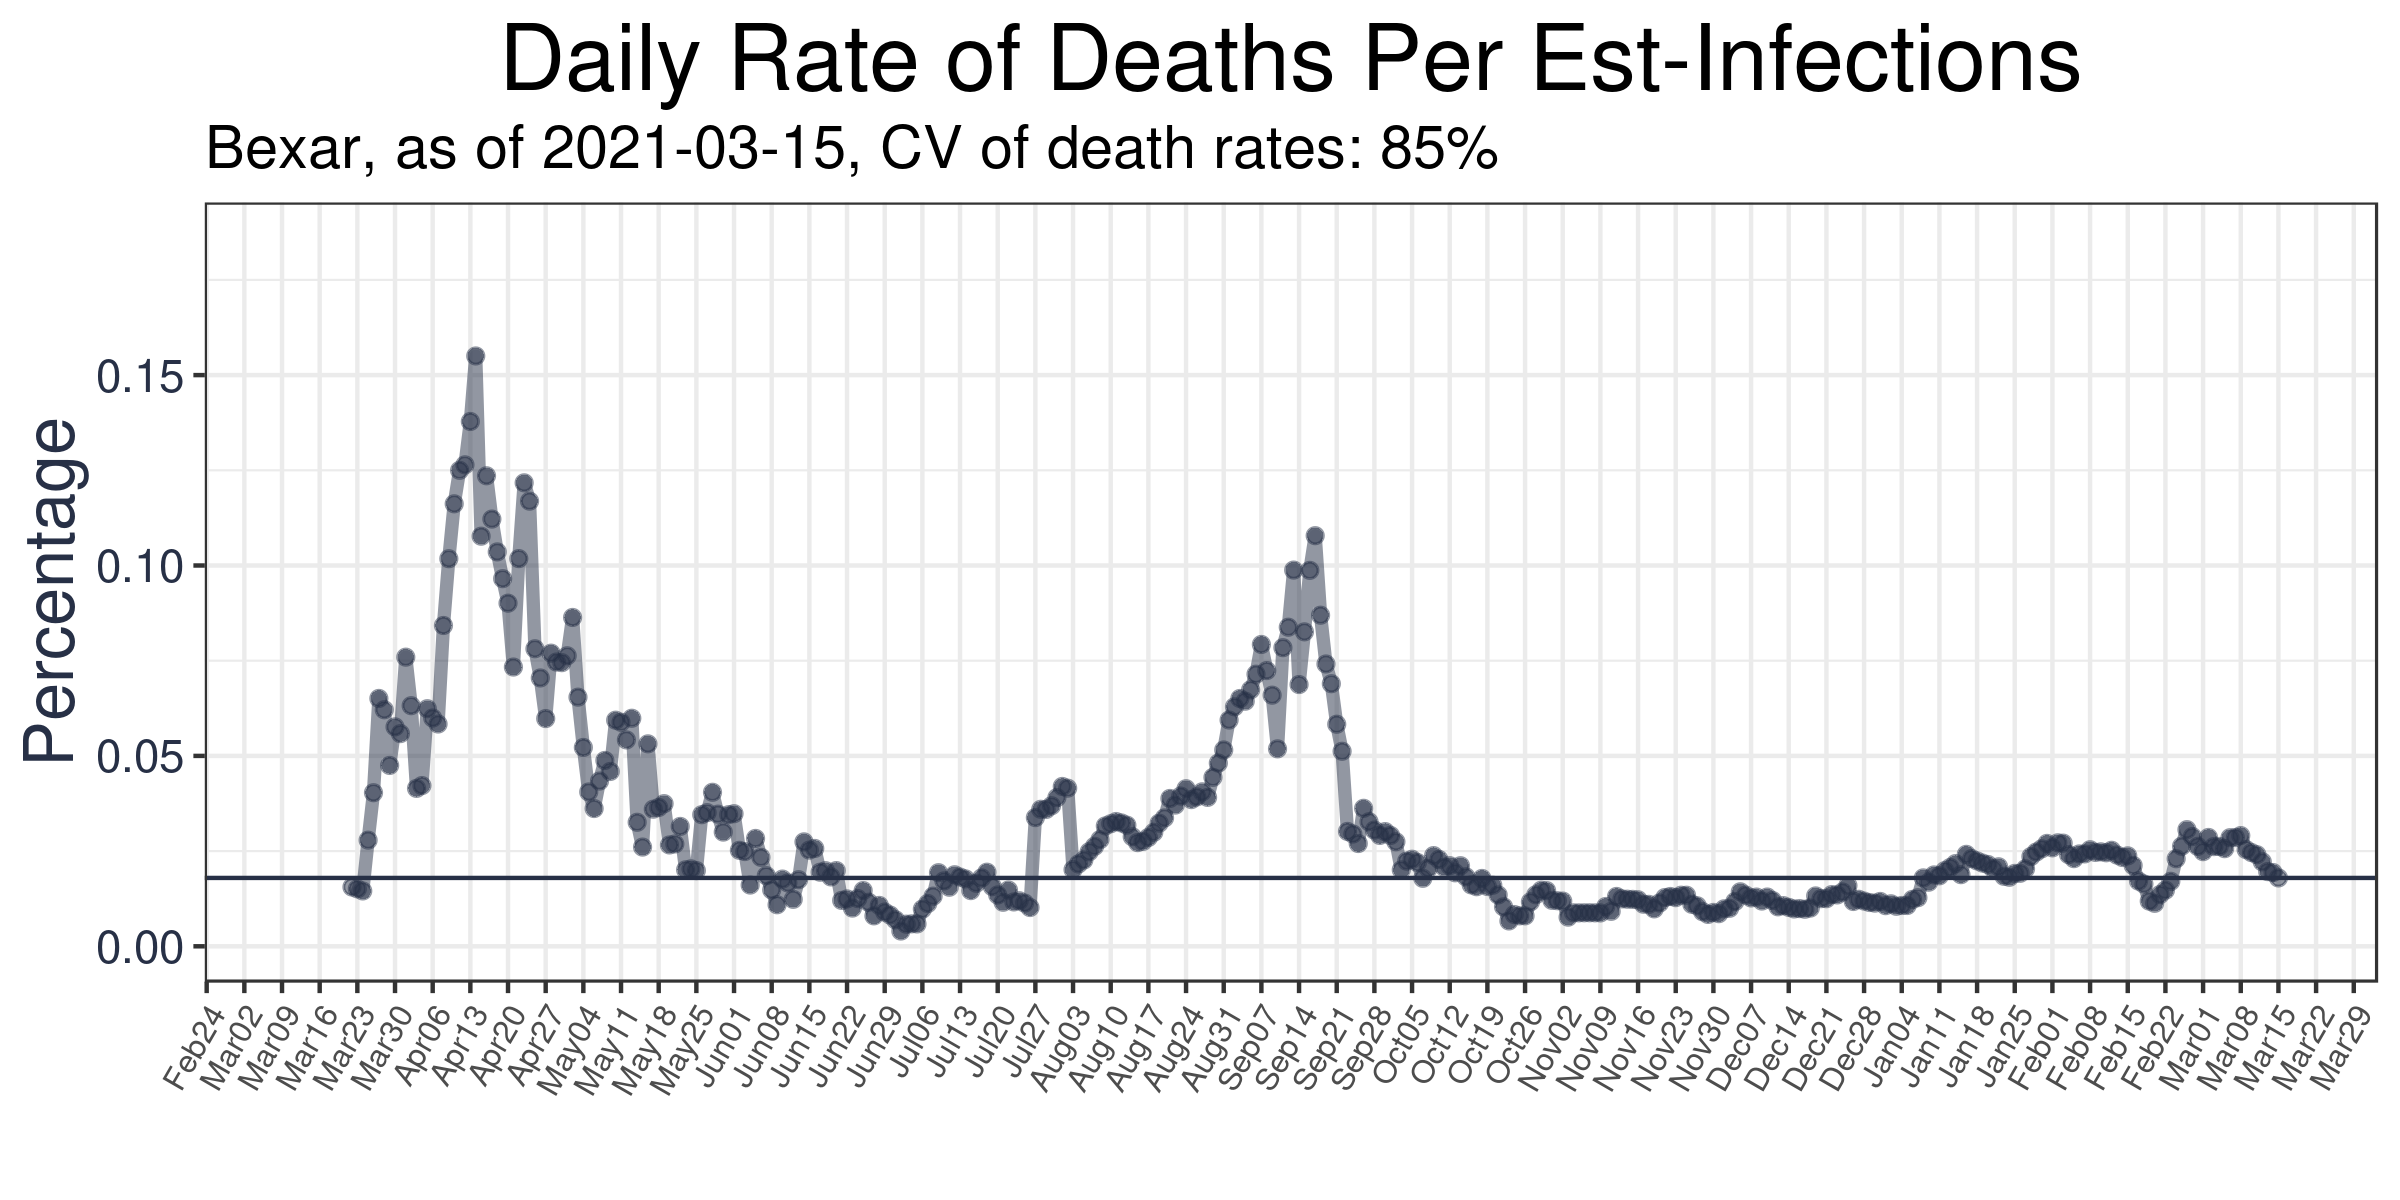 Daily Rate of Deaths Per Est-Infections
Bexar, as of 2021-03-15, CV of death rates: 85%
Percentage
0.15
0.10
0.05
0.00
Feb24
Mar02
Mar09
Mar16
Mar23
Mar30
Apr06
Apr13
Apr20
Apr27
May04
May11
May18
May25
Jun01
Jun08
Jun15
Jun22
Jun29
Jul06
Jul13
Jul20
Jul27
Aug03
Aug10
Aug17
Aug24
Aug31
Sep07
Sep14
Sep21
Sep28
Oct05
Oct12
Oct19
Oct26
Nov02
Nov09
Nov16
Nov23
Nov30
Dec07
Dec14
Dec21
Dec28
Jan04
Jan11
Jan18
Jan25
Feb01
Feb08
Feb15
Feb22
Mar01
Mar08
Mar15
Mar22
Mar29